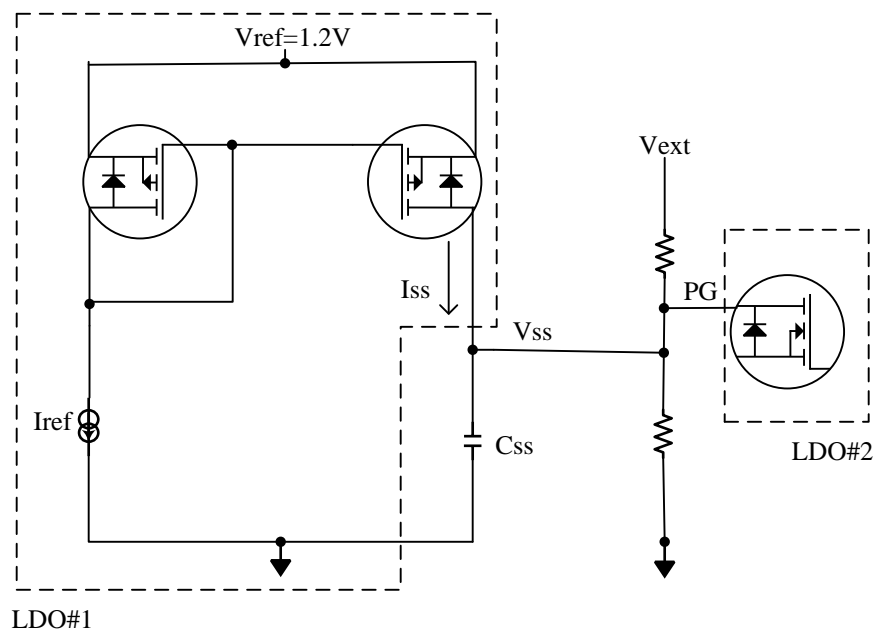 Vref=1.2V
Vext
PG
Iss
Vss
Iref
Css
LDO#2
LDO#1